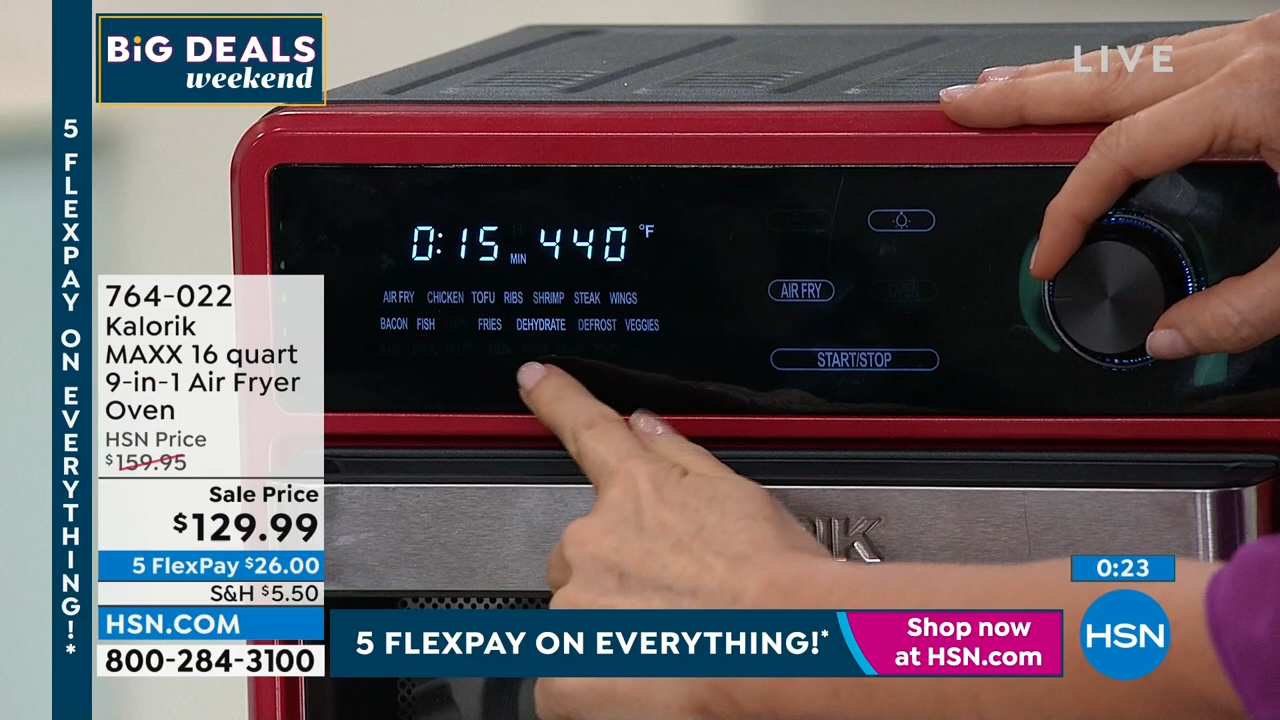 BiG DEALS
weekend
LIVE
5 FLEXPAY ON EVERYTHING!*
0:15 MIN 440 °F
AIR FRY CHICKEN TOFU RIBS SHRIMP STEAK WINGS
BACON FISH FRIES DEHYDRATE DEFROST VEGGIES
AIR FRY
OVEN
START/STOP
764-022
Kalorik
MAXX 16 quart
9-in-1 Air Fryer
Oven
HSN Price
$159.95
Sale Price
$129.99
5 FlexPay $26.00
S&H $5.50
HSN.COM
800-284-3100
5 FLEXPAY ON EVERYTHING!*
Shop now
at HSN.com
0:23
HSN